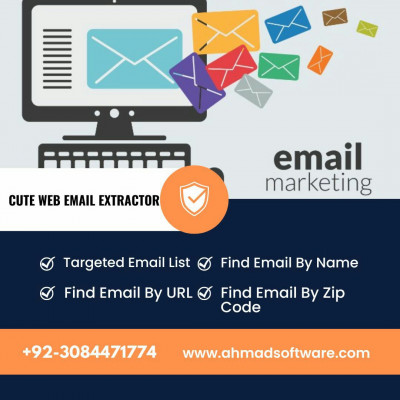 email
marketing
CUTE WEB EMAIL EXTRACTOR
Targeted Email List
Find Email By Name
Find Email By URL
Find Email By Zip
Code
+92-3084471774
www.ahmadsoftware.com